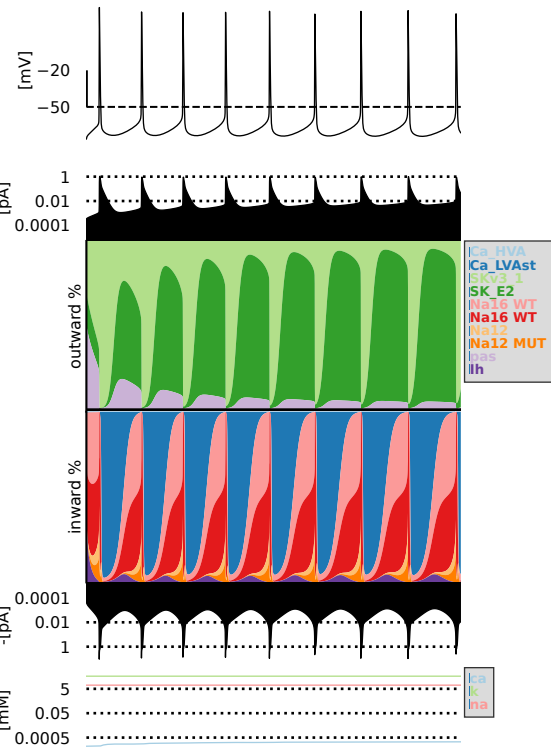 [mV]
−20
−50
[pA]
1
0.01
0.0001
outward %
Ca_HVA
Ca_LVAst
SKv3_1
SK_E2
Na16 WT
Na16 WT
Na12
Na12 MUT
pas
Ih
inward %
-[pA]
0.0001
0.01
1
[mM]
5
0.05
0.0005
ca
k
na